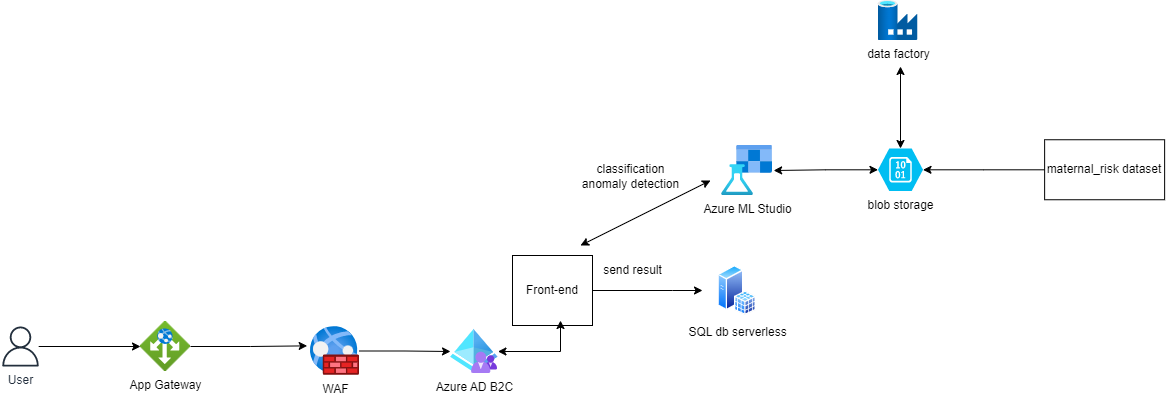 data factory
classification
anomaly detection
maternal_risk dataset
10
01
Azure ML Studio
blob storage
send result
Front-end
SQL db serverless
User
App Gateway
WAF
Azure AD B2C